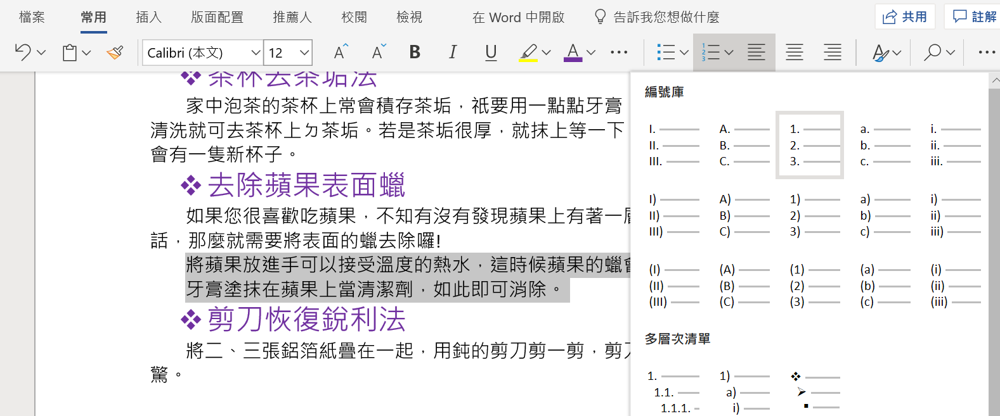 檔案 常用 插入 版面配置 推薦人 校閱 檢視 在 Word 中開啟 告訴我您想做什麼 共用 註解
Calibri (本文) 12 A A B I U A
茶杯去茶垢法
家中泡茶的茶杯上常會積存茶垢，祇要用一點點牙膏
清洗就可去茶杯上ㄉ茶垢。若是茶垢很厚，就抹上等一下
會有一隻新杯子。
去除蘋果表面蠟
如果您很喜歡吃蘋果，不知有沒有發現蘋果上有著一層
話，那麼就需要將表面的蠟去除囉!
將蘋果放進手可以接受溫度的熱水，這時候蘋果的蠟會
牙膏塗抹在蘋果上當清潔劑，如此即可消除。
剪刀恢復銳利法
將二、三張鋁箔紙疊在一起，用鈍的剪刀剪一剪，剪刀
驚。
編號庫
I. A. 1. a. i.
II. B. 2. b. ii.
III. C. 3. c. iii.
I) A) 1) a) i)
II) B) 2) b) ii)
III) C) 3) c) iii)
(I) (A) (1) (a) (i)
(II) (B) (2) (b) (ii)
(III) (C) (3) (c) (iii)
多層次清單
1. 1)
1.1. a)
1.1.1. i)